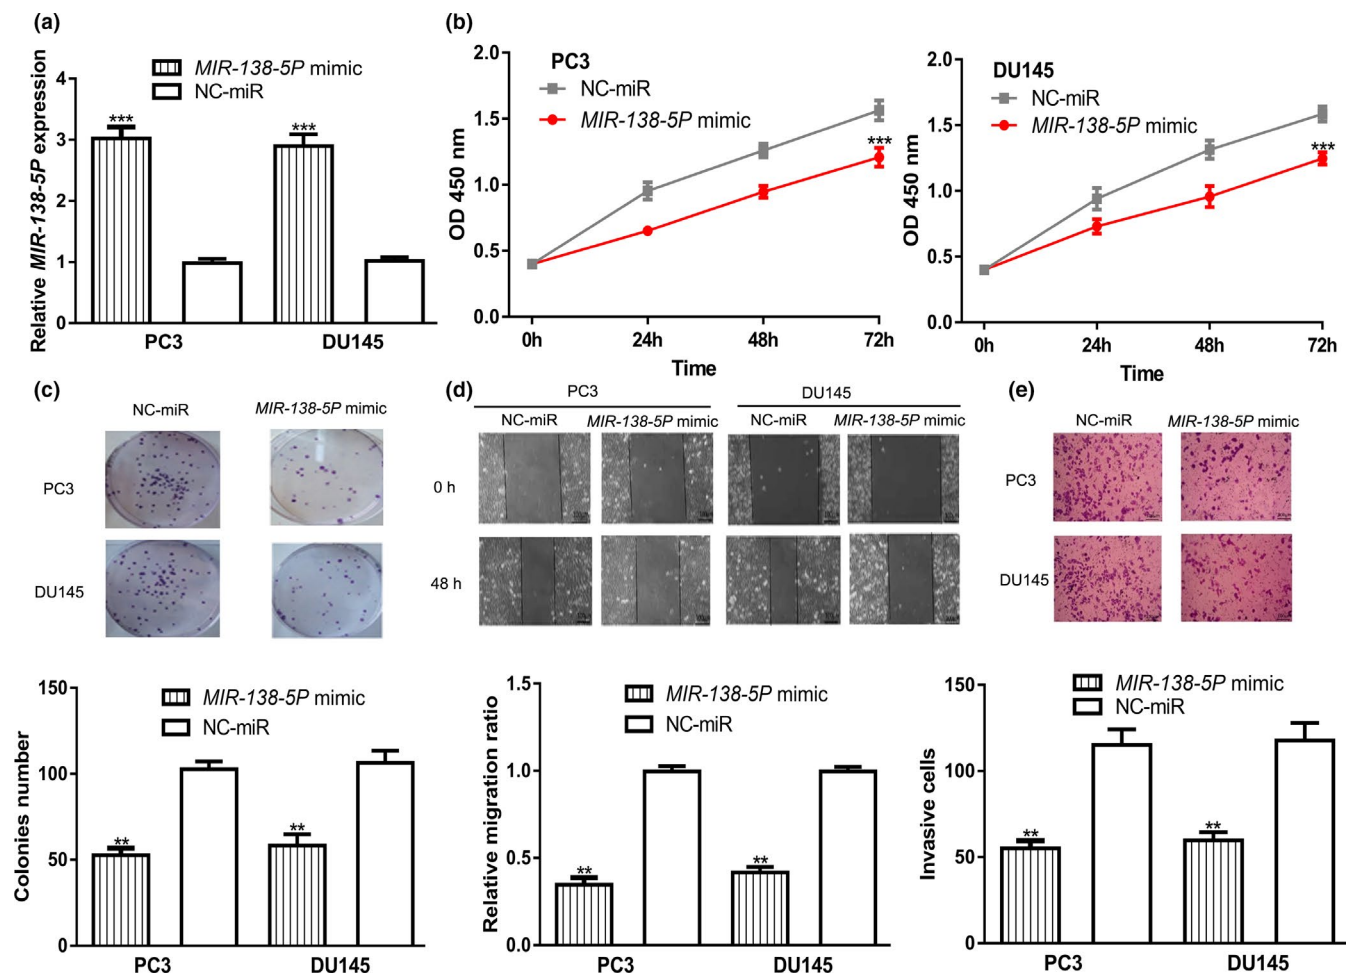 (a)
MIR-138-5P mimic
NC-miR
Relative MIR-138-5P expression
4
3
2
1
0
***
***
PC3
DU145
(b)
PC3
NC-miR
MIR-138-5P mimic
OD 450 nm
2.0
1.5
1.0
0.5
0.0
***
0h
24h
48h
72h
Time
DU145
NC-miR
MIR-138-5P mimic
OD 450 nm
2.0
1.5
1.0
0.5
0.0
***
0h
24h
48h
72h
Time
(c)
NC-miR
MIR-138-5P mimic
PC3
DU145
Colonies number
150
100
50
0
MIR-138-5P mimic
NC-miR
**
**
PC3
DU145
(d)
PC3
DU145
NC-miR
MIR-138-5P mimic
NC-miR
MIR-138-5P mimic
0 h
48 h
Relative migration ratio
1.5
1.0
0.5
0.0
MIR-138-5P mimic
NC-miR
**
**
PC3
DU145
(e)
NC-miR
MIR-138-5P mimic
PC3
DU145
Invasive cells
150
100
50
0
MIR-138-5P mimic
NC-miR
**
**
PC3
DU145